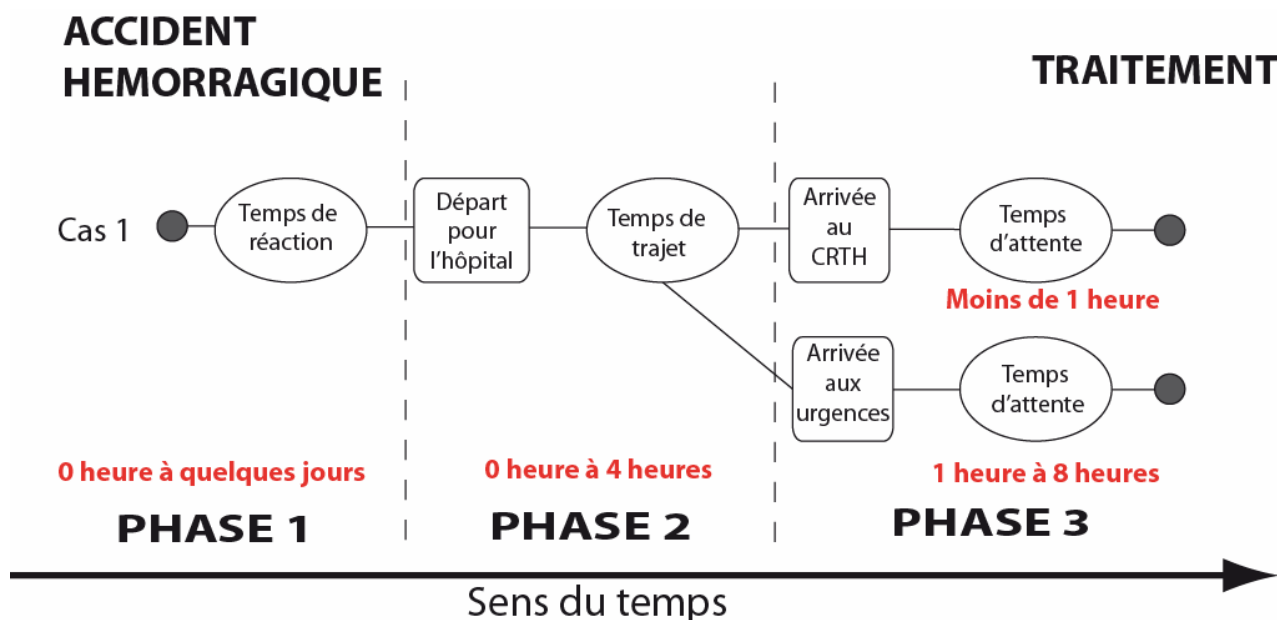 ACCIDENT
HEMORRAGIQUE
TRAITEMENT
Cas 1
Temps de
réaction
Départ
pour
l'hôpital
Temps de
trajet
Arrivée
au
CRTH
Temps
d'attente
Moins de 1 heure
Arrivée
aux
urgences
Temps
d'attente
0 heure à quelques jours
0 heure à 4 heures
1 heure à 8 heures
PHASE 1
PHASE 2
PHASE 3
Sens du temps